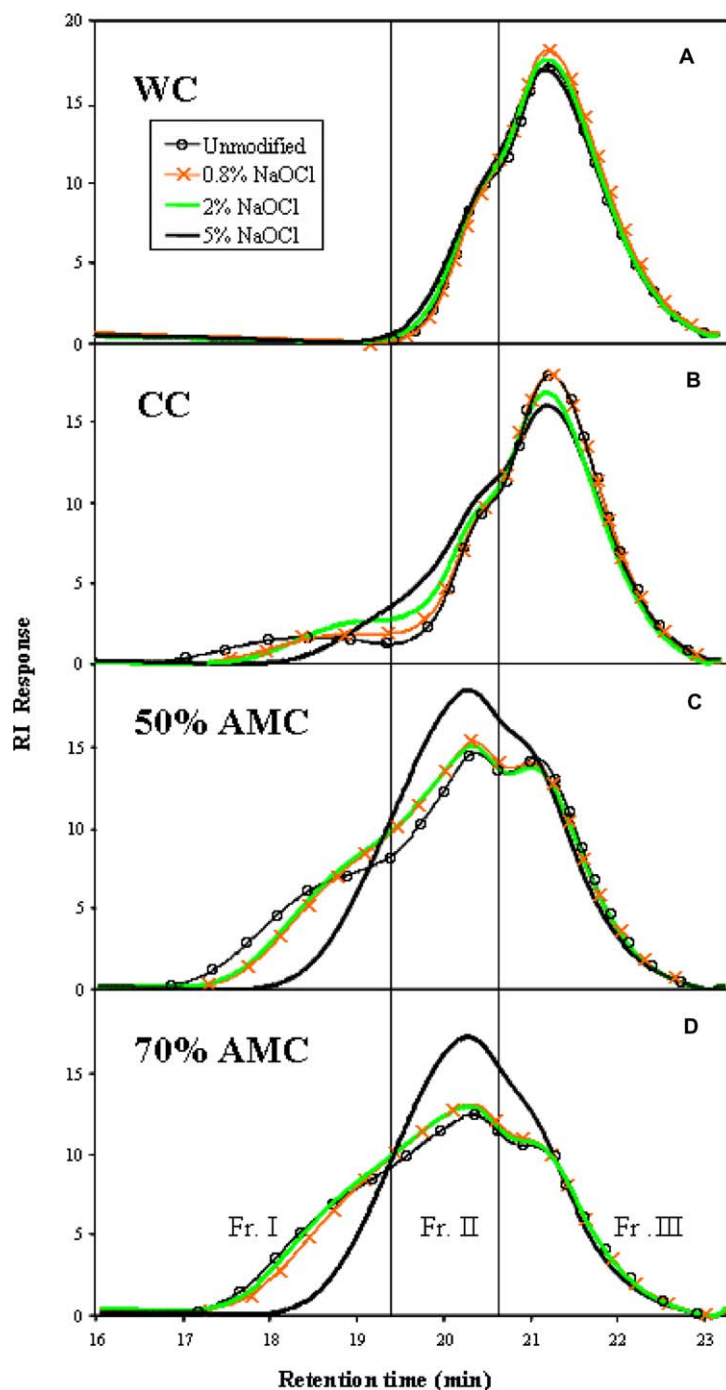 20
A
WC
15
Unmodified
0.8% NaOCl
2% NaOCl
5% NaOCl
10
5
0
B
CC
15
10
5
0
RI Response
C
50% AMC
15
10
5
0
D
70% AMC
15
10
5
Fr. I
Fr. II
Fr .III
0
16 17 18 19 20 21 22 23
Retention time (min)